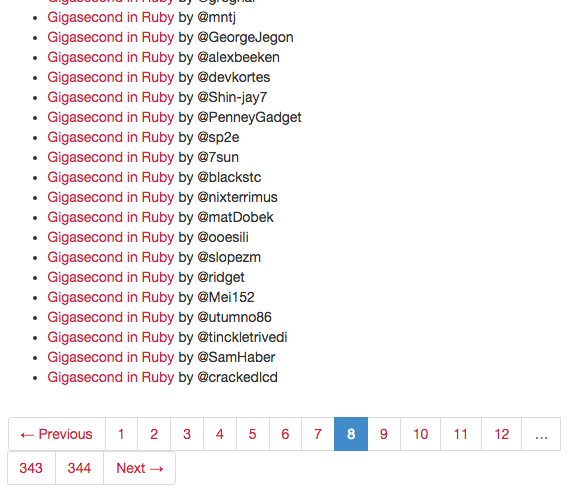 Gigasecond in Ruby by @mntj
Gigasecond in Ruby by @GeorgeJegon
Gigasecond in Ruby by @alexbeeken
Gigasecond in Ruby by @devkortes
Gigasecond in Ruby by @Shin-jay7
Gigasecond in Ruby by @PenneyGadget
Gigasecond in Ruby by @sp2e
Gigasecond in Ruby by @7sun
Gigasecond in Ruby by @blackstc
Gigasecond in Ruby by @nixterrimus
Gigasecond in Ruby by @matDobek
Gigasecond in Ruby by @ooesili
Gigasecond in Ruby by @slopezm
Gigasecond in Ruby by @ridget
Gigasecond in Ruby by @Mei152
Gigasecond in Ruby by @utumno86
Gigasecond in Ruby by @tinckletrivedi
Gigasecond in Ruby by @SamHaber
Gigasecond in Ruby by @crackedlcd
← Previous 1 2 3 4 5 6 7 8 9 10 11 12 …
343 344 Next →